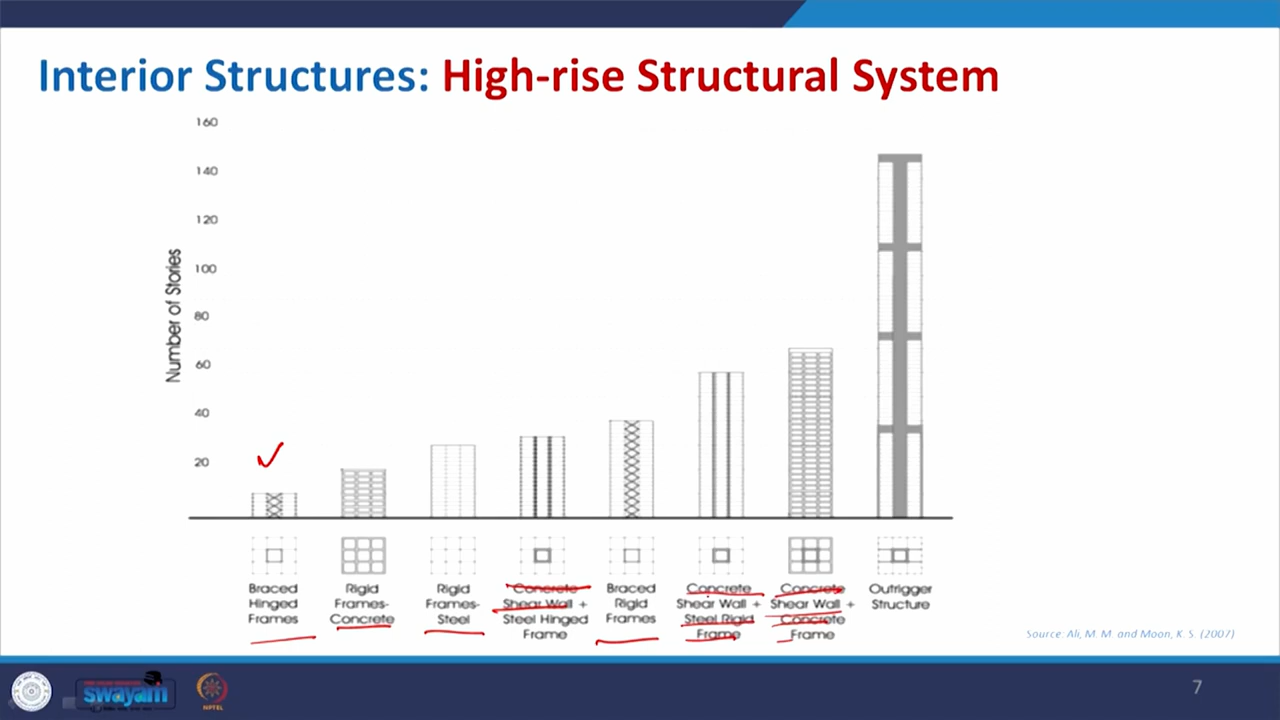 Interior Structures: High-rise Structural System
160
140
120
100
80
60
40
20
Number of Stories
Braced
Hinged
Frames
Rigid
Frames-
Concrete
Rigid
Frames-
Steel
Concrete
Shear Wall +
Steel Hinged
Frame
Braced
Rigid
Frames
Concrete
Shear Wall +
Steel Rigid
Frame
Concrete
Shear Wall +
Concrete
Frame
Outrigger
Structure
Source: Ali, M. M. and Moon, K. S. (2007)
swayam
NPTEL
7